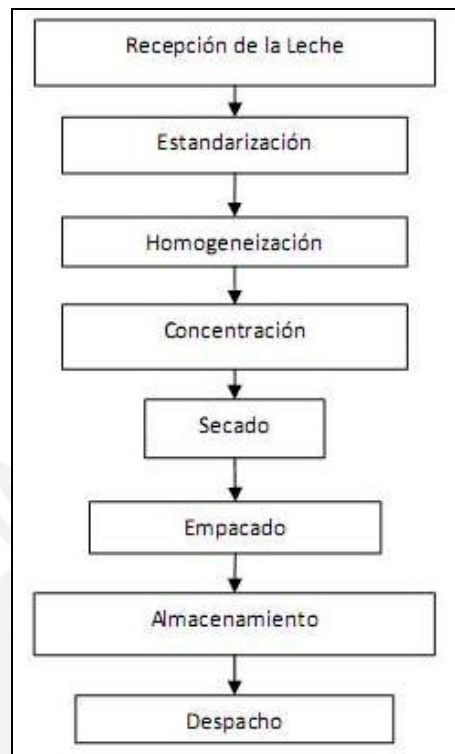 Recepción de la Leche
Estandarización
Homogeneización
Concentración
Secado
Empacado
Almacenamiento
Despacho